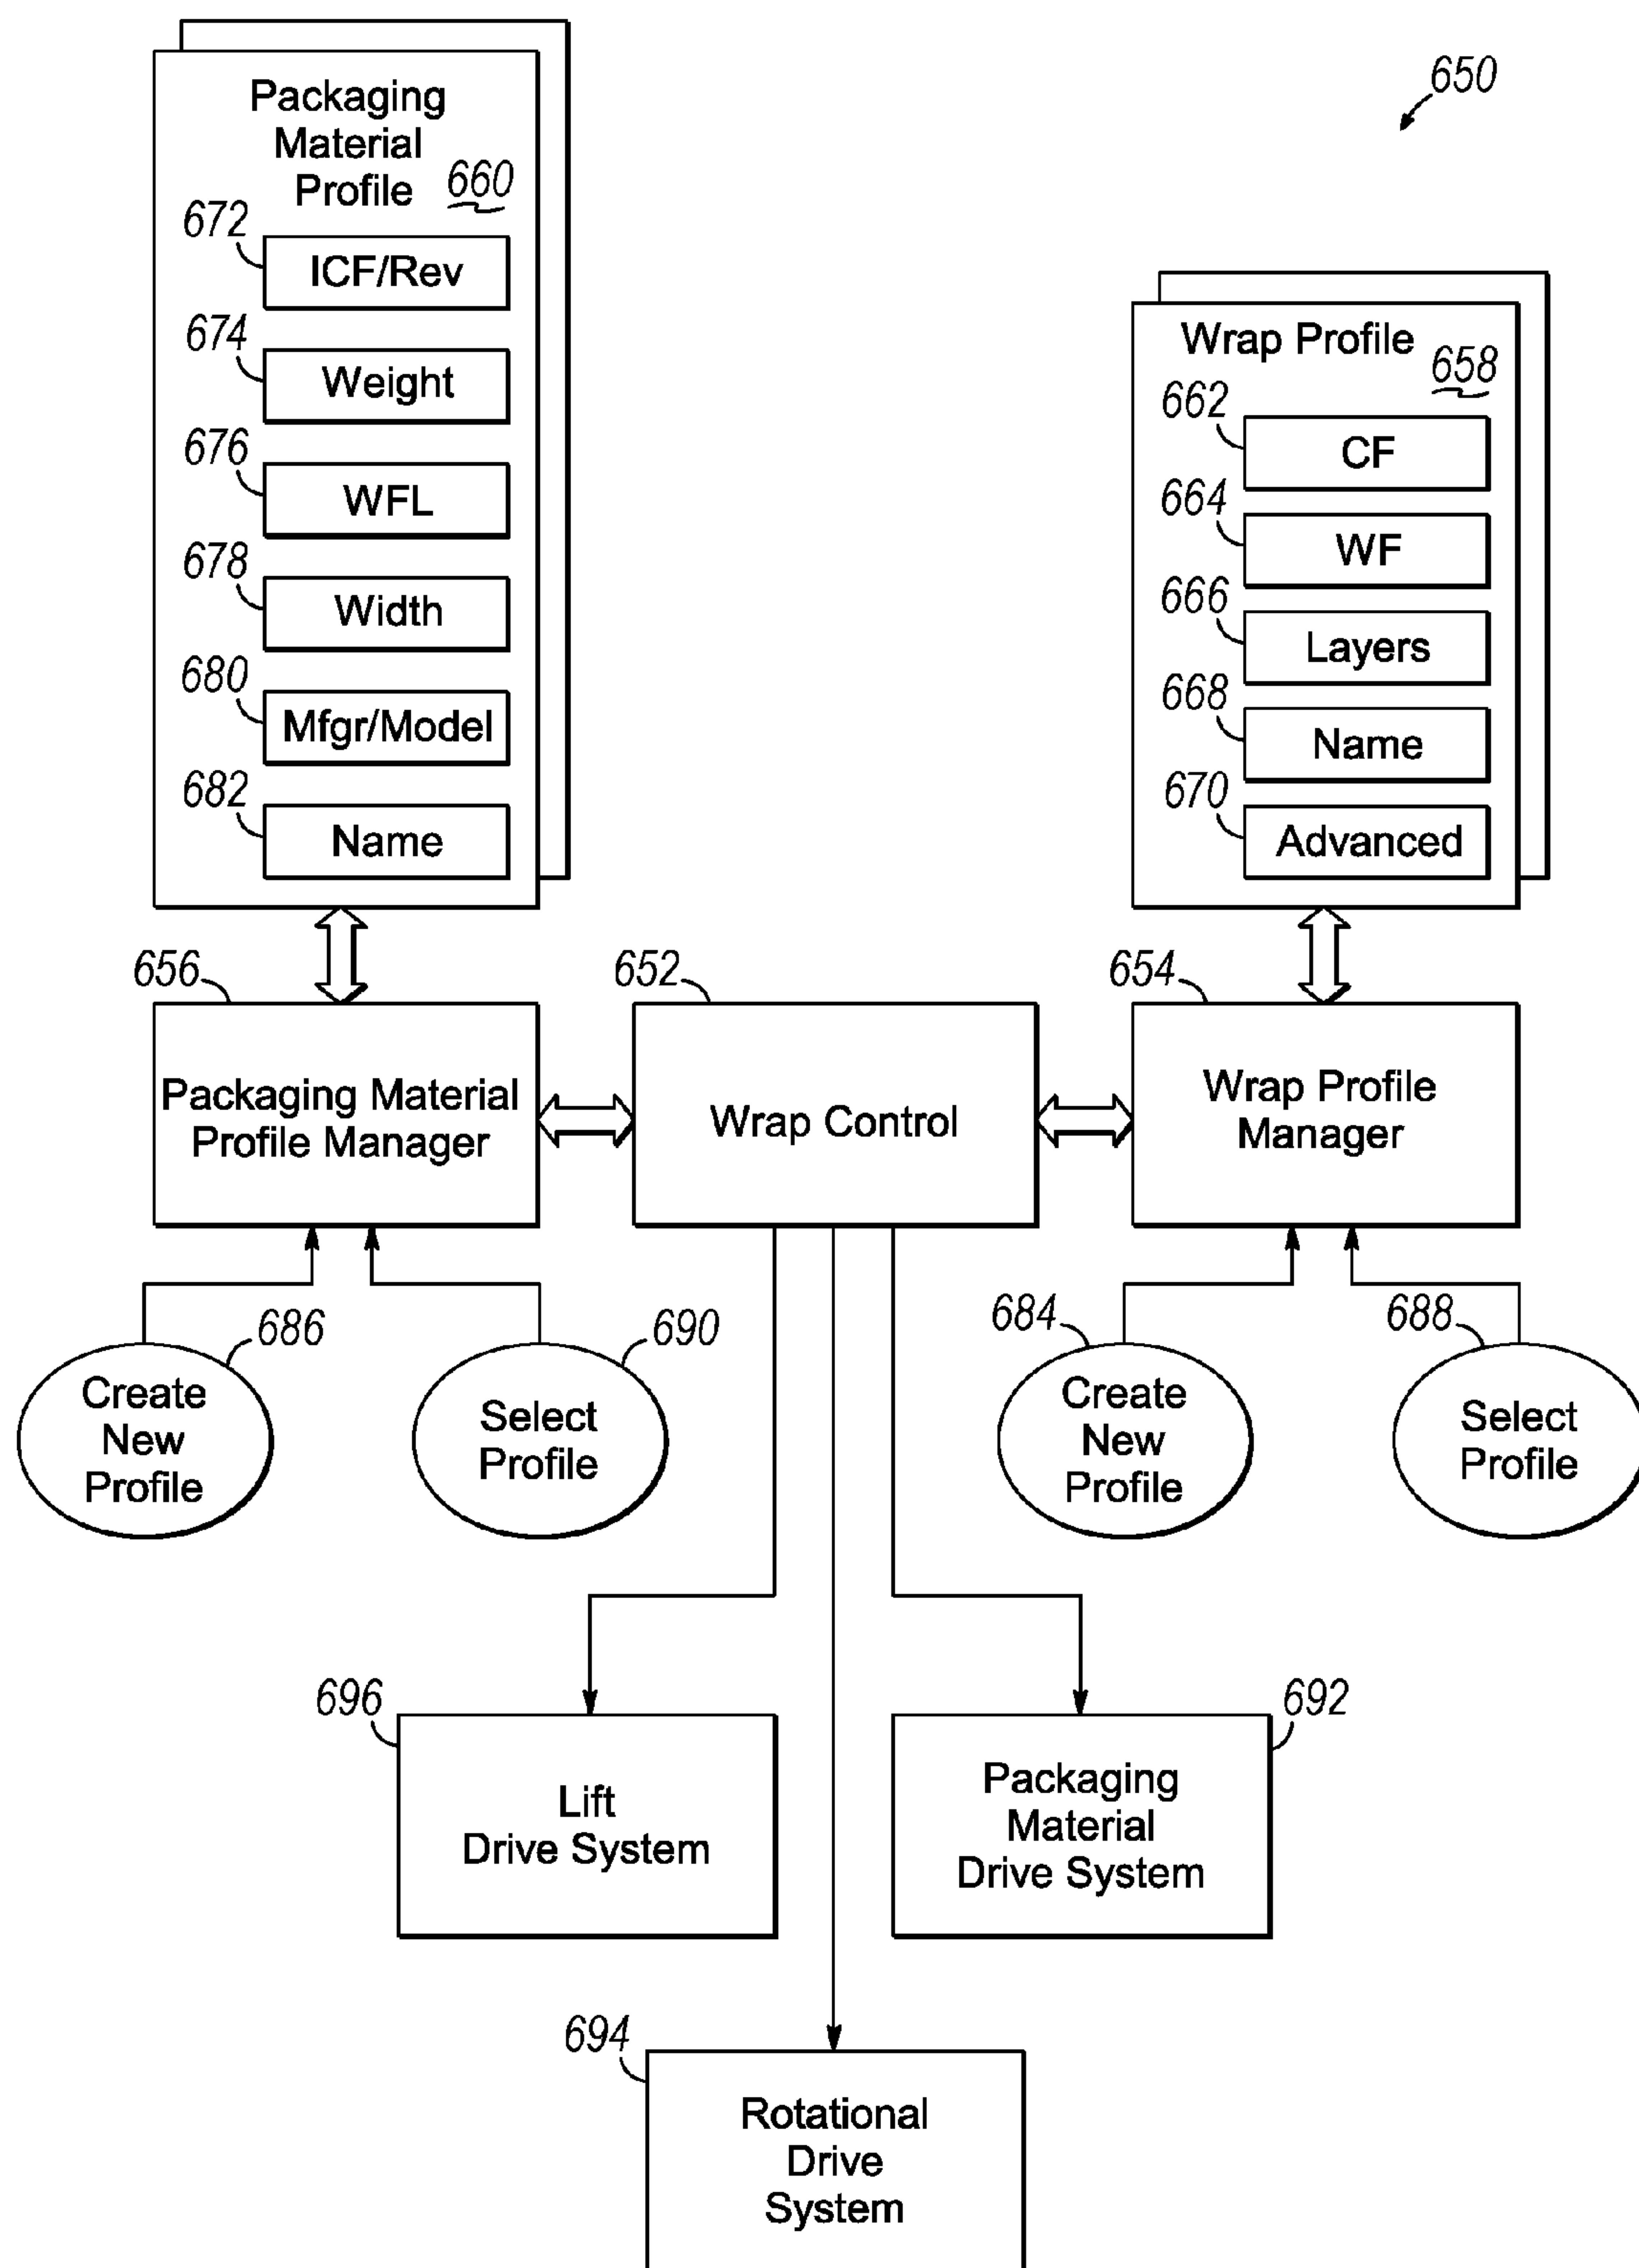 650
Packaging
Material
Profile
660
672
ICF/Rev
674
Weight
676
WFL
678
Width
680
Mfgr/Model
682
Name
Wrap Profile
658
662
CF
664
WF
666
Layers
668
Name
670
Advanced
656
Packaging Material
Profile Manager
652
Wrap Control
654
Wrap Profile
Manager
686
Create
New
Profile
690
Select
Profile
684
Create
New
Profile
688
Select
Profile
696
Lift
Drive System
692
Packaging
Material
Drive System
694
Rotational
Drive
System